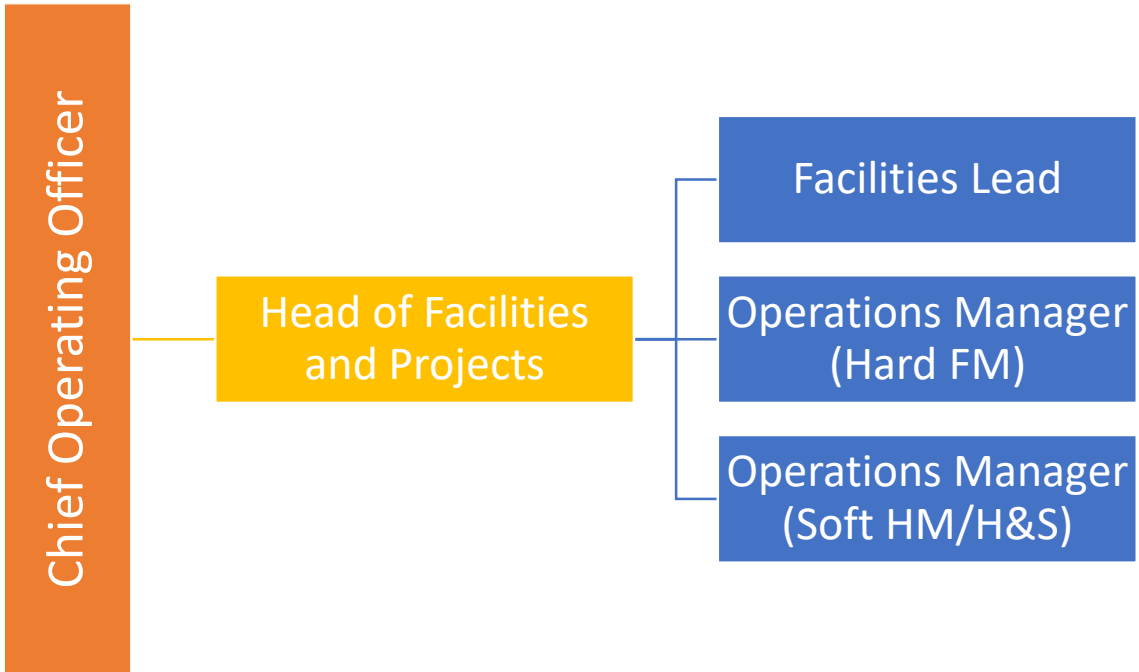 Chief Operating Officer
Head of Facilities
and Projects
Facilities Lead
Operations Manager
(Hard FM)
Operations Manager
(Soft HM/H&S)